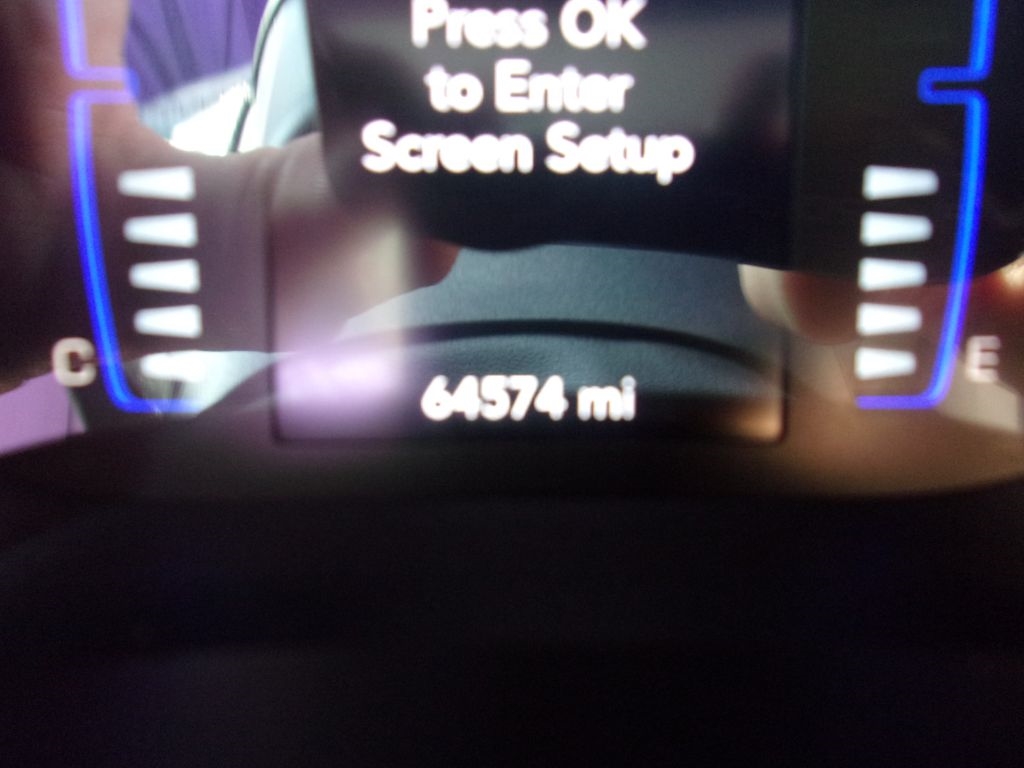 Press OK
to Enter
Screen Setup
C
E
64574 mi